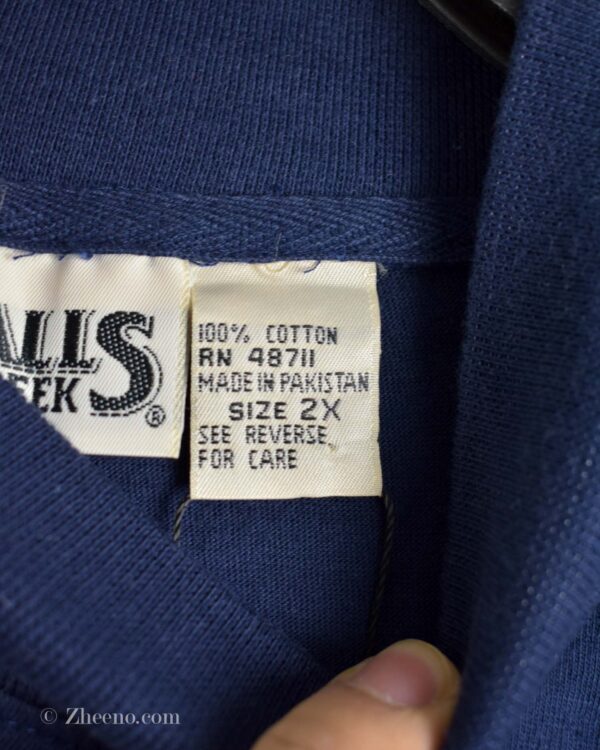 ALLS
EEK ®
100% COTTON
RN 48711
MADE IN PAKISTAN
SIZE 2X
SEE REVERSE
FOR CARE
© Zheeno.com